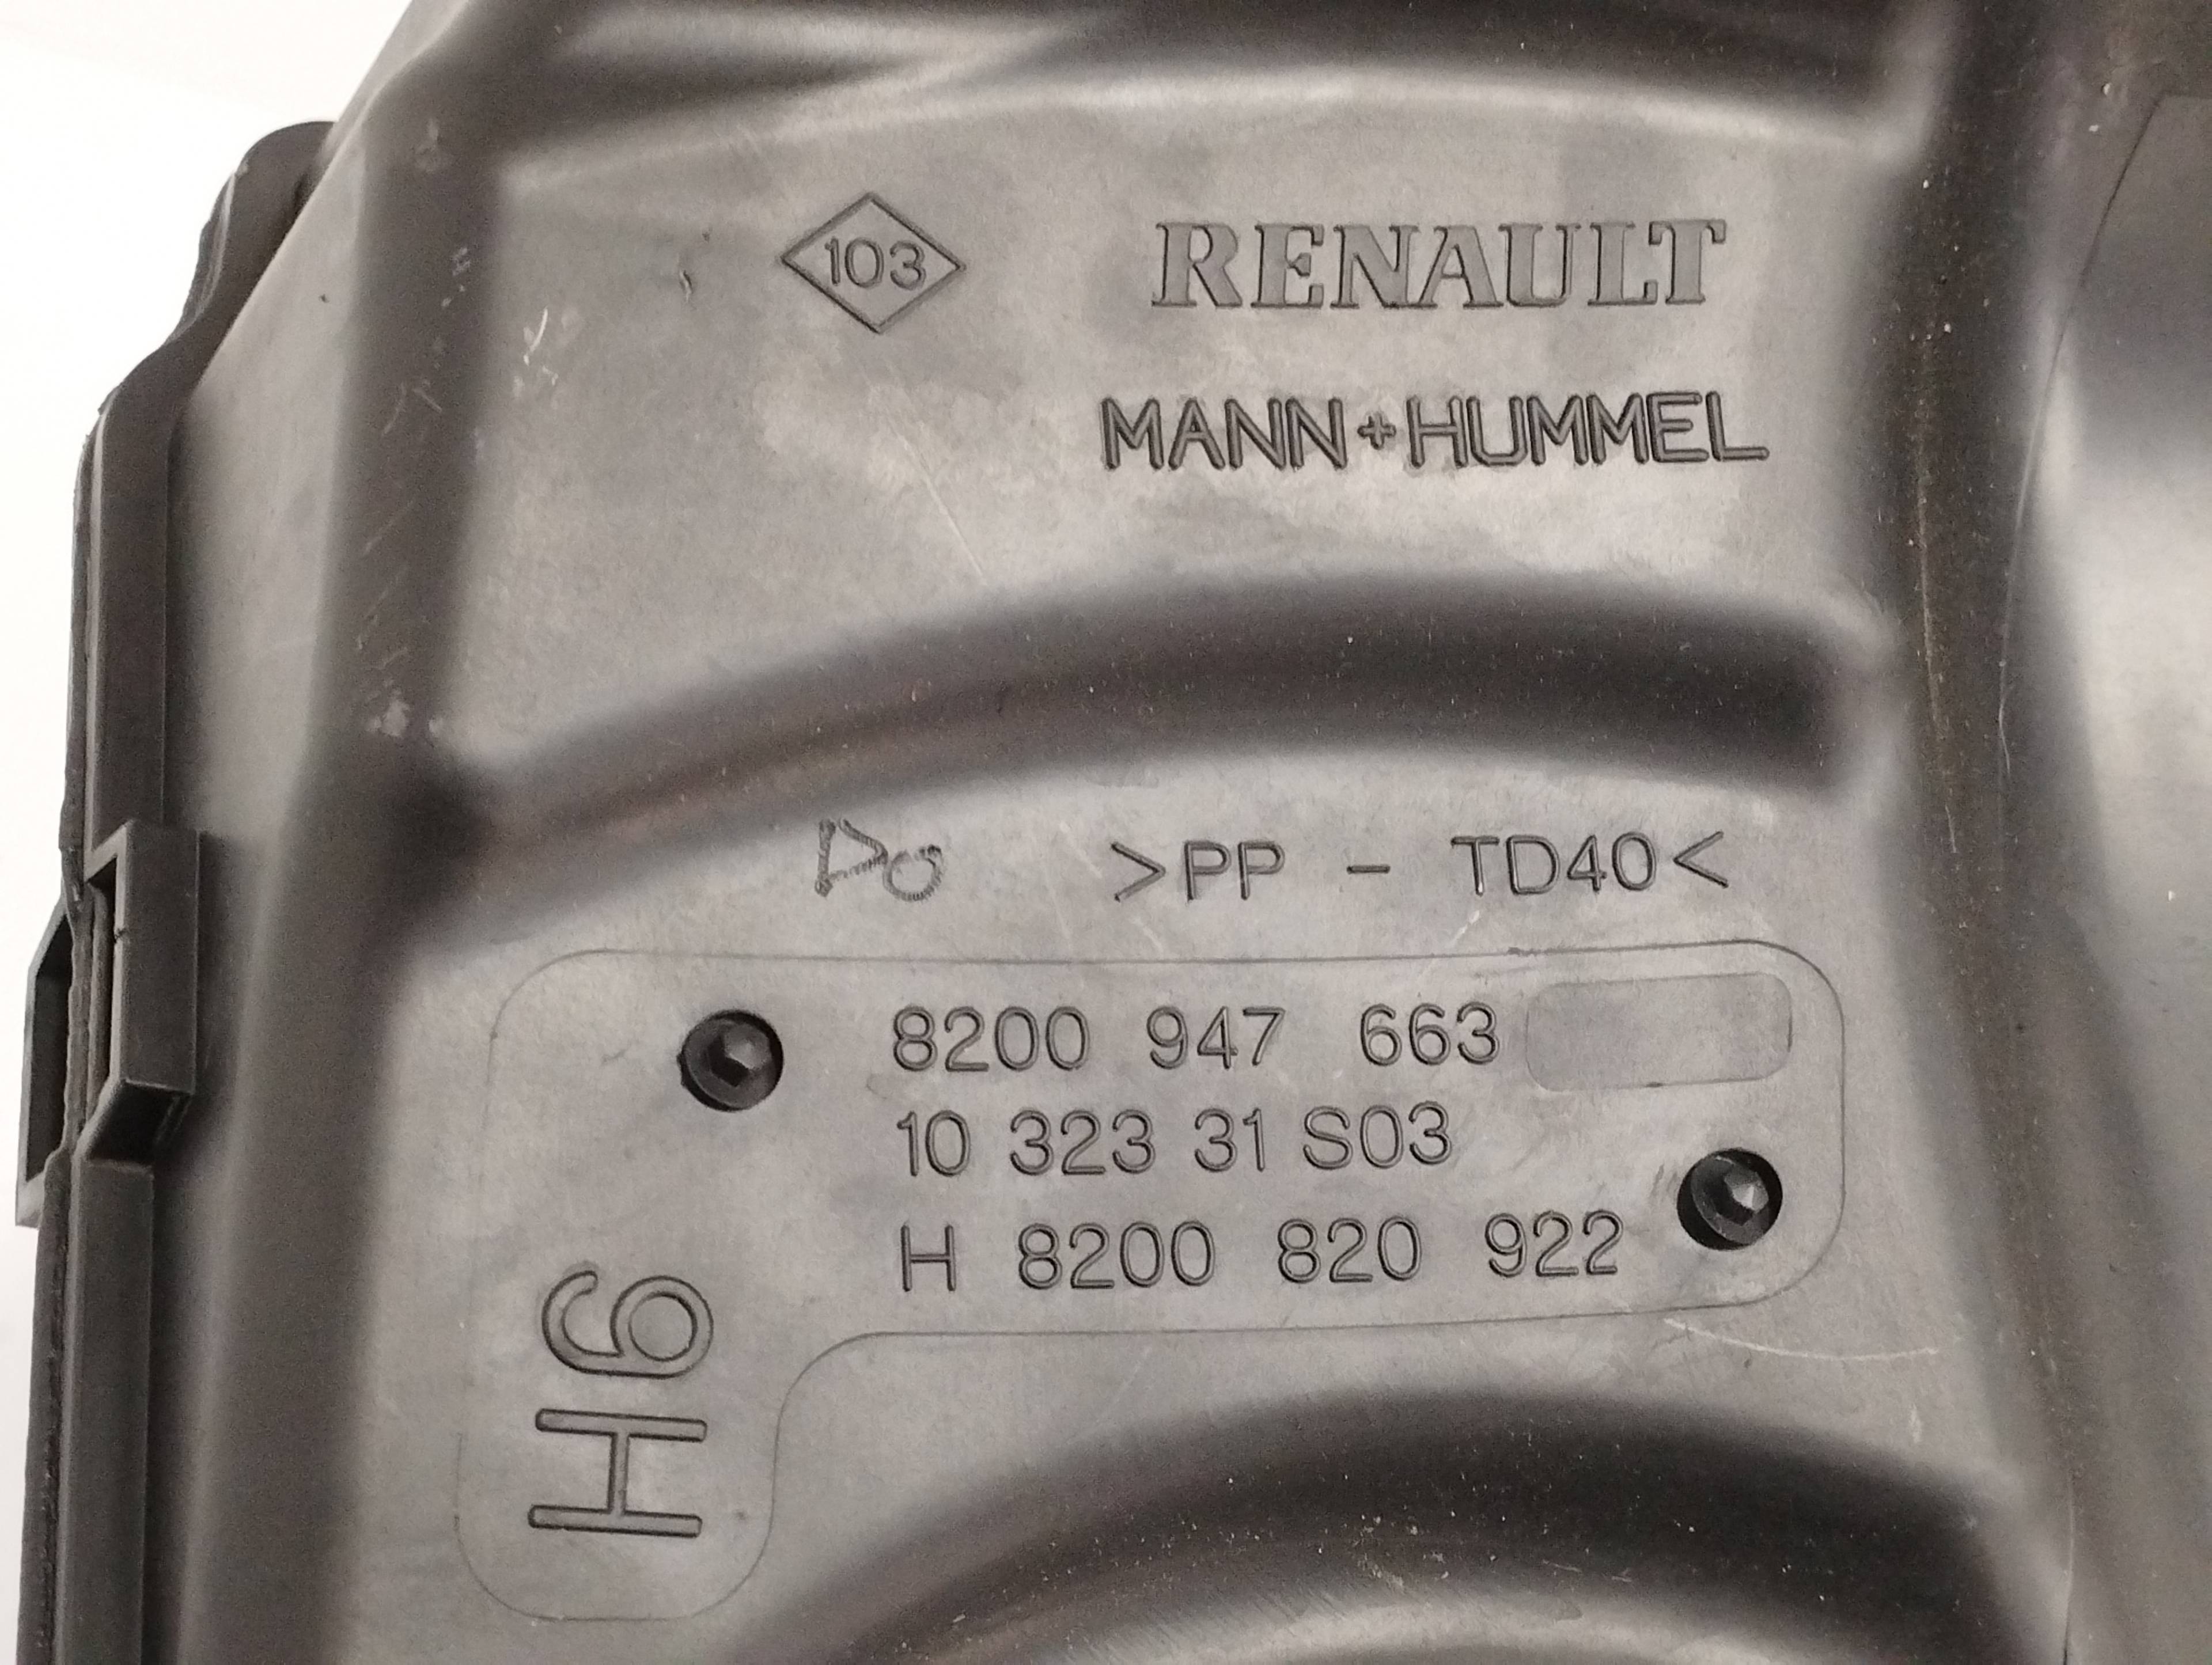 103
RENAULT
MANN+HUMMEL
>PP - TD40<
8200 947 663
10 323 31 S03
H 8200 820 922
H6